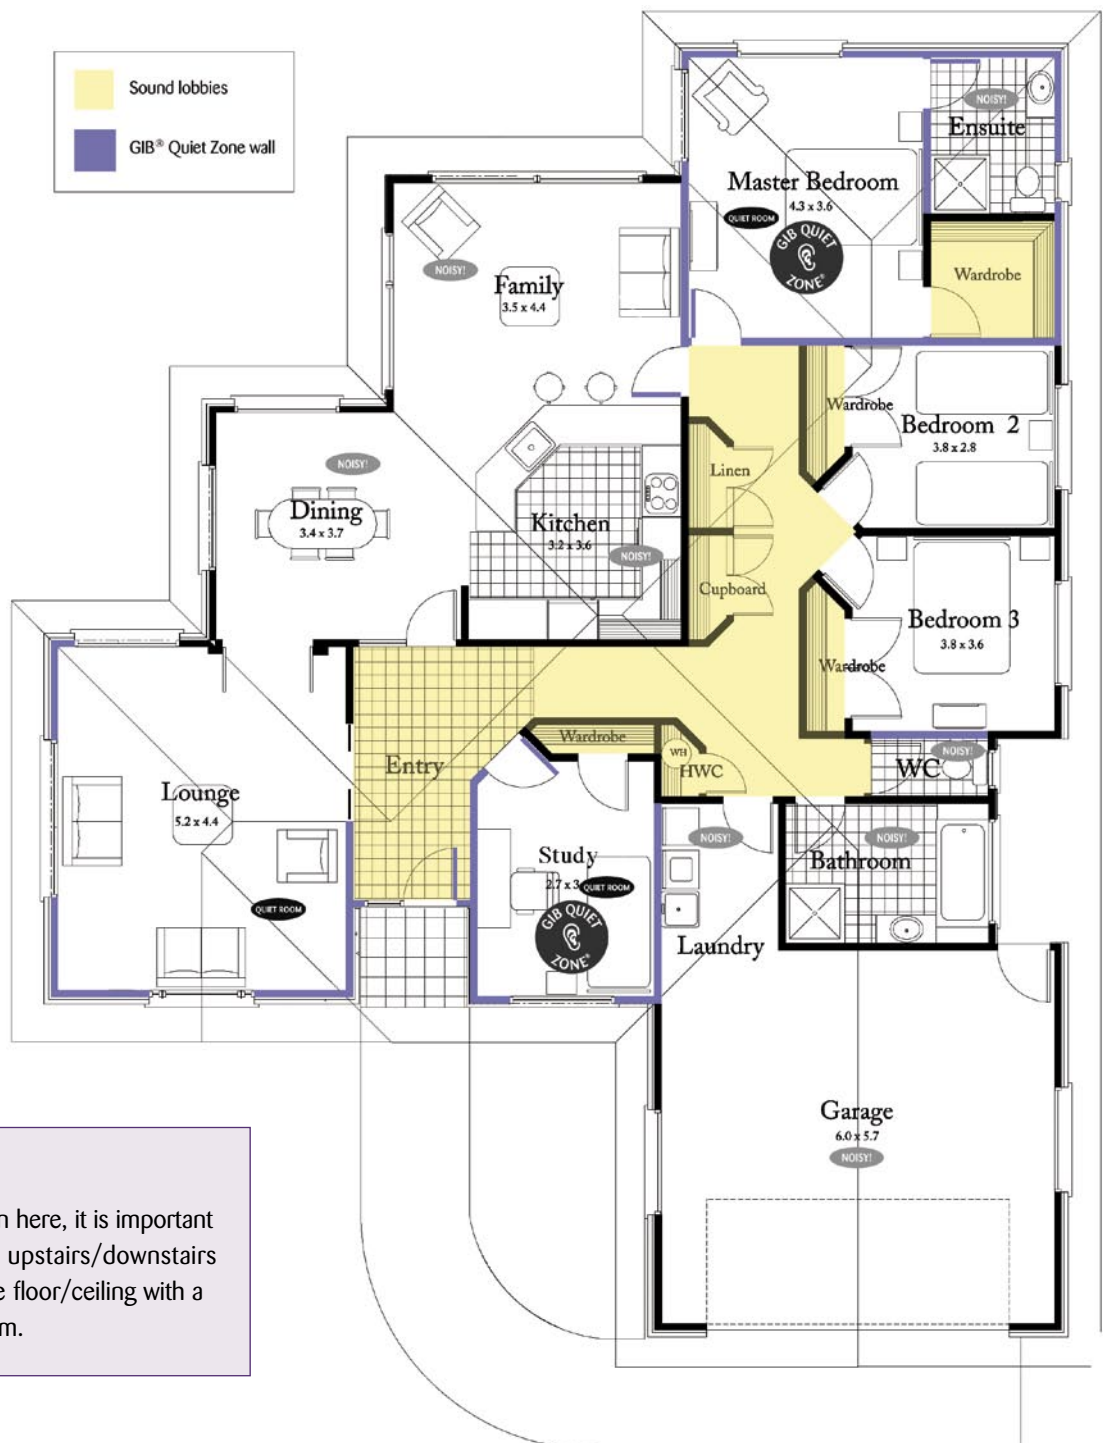 Sound lobbies
GIB® Quiet Zone wall
NOISY!
Ensuite
Master Bedroom
4.3 x 3.6
QUIET ROOM
GIB QUIET
ZONE®
Wardrobe
NOISY!
Family
3.5 x 4.4
Wardrobe
Bedroom 2
3.8 x 2.8
NOISY!
Dining
3.4 x 3.7
Linen
Kitchen
3.2 x 3.6
NOISY!
Cupboard
Bedroom 3
3.8 x 3.6
Wardrobe
Wardrobe
WH
HWC
NOISY!
WC
Entry
Lounge
5.2 x 4.4
QUIET ROOM
Study
2.7 x 3
QUIET ROOM
GIB QUIET
ZONE®
NOISY!
Laundry
NOISY!
Bathroom
Garage
6.0 x 5.7
NOISY!
n here, it is important
upstairs/downstairs
e floor/ceiling with a
m.